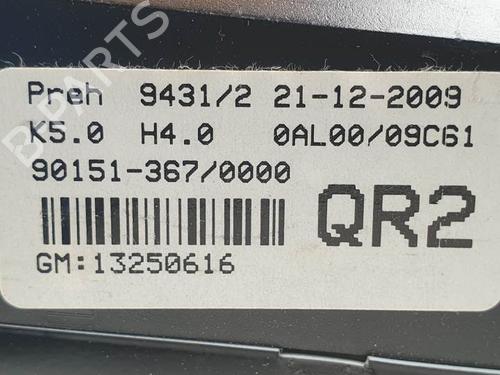 B-PARTS
Preh 9431/2 21-12-2009
K5.0 H4.0 0AL00/09C61
90151-367/0000
QR2
GM:13250616